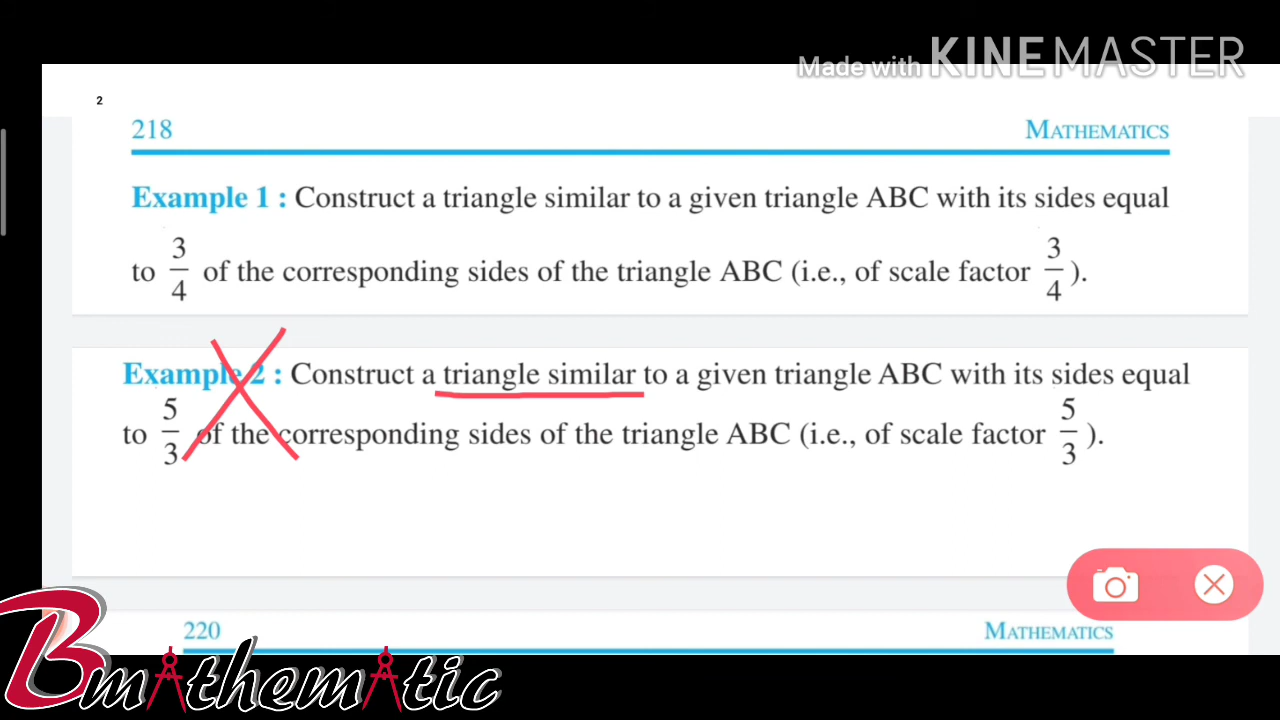 Made with KINEMASTER
2
218 MATHEMATICS
Example 1 : Construct a triangle similar to a given triangle ABC with its sides equal
to 3/4 of the corresponding sides of the triangle ABC (i.e., of scale factor 3/4 ).
Example 2 : Construct a triangle similar to a given triangle ABC with its sides equal
to 5/3 of the corresponding sides of the triangle ABC (i.e., of scale factor 5/3 ).
220 MATHEMATICS
Bmathematic